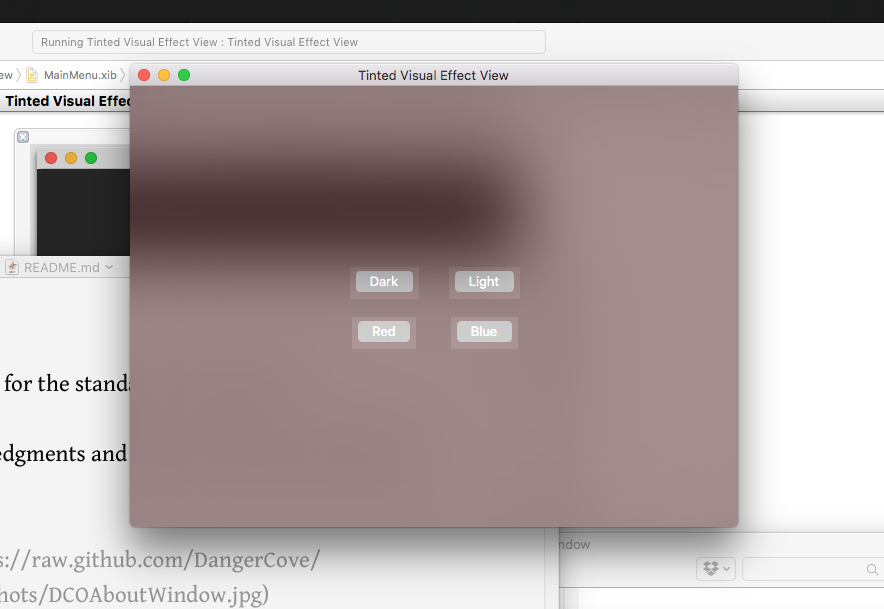 Running Tinted Visual Effect View : Tinted Visual Effect View
ew
MainMenu.xib
Tinted Visual Effect View
Tinted Visual Effec
README.md
Dark
Light
Red
Blue
for the standa
edgments and
s://raw.github.com/DangerCove/
hots/DCOAboutWindow.jpg)
ndow